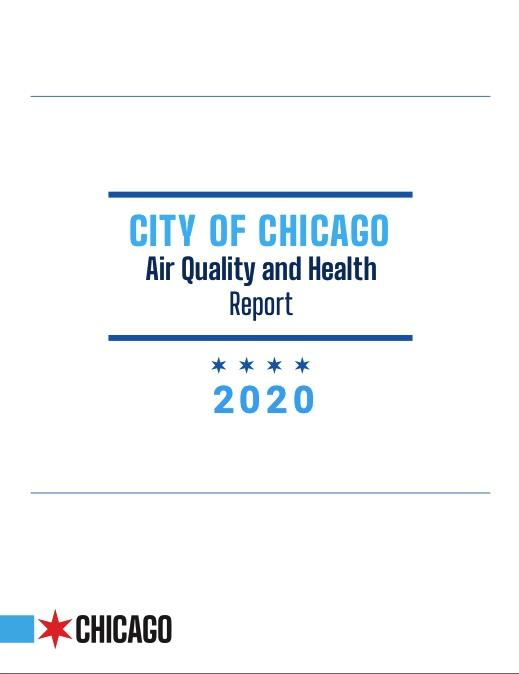 CITY OF CHICAGO
Air Quality and Health
Report
2020
CHICAGO